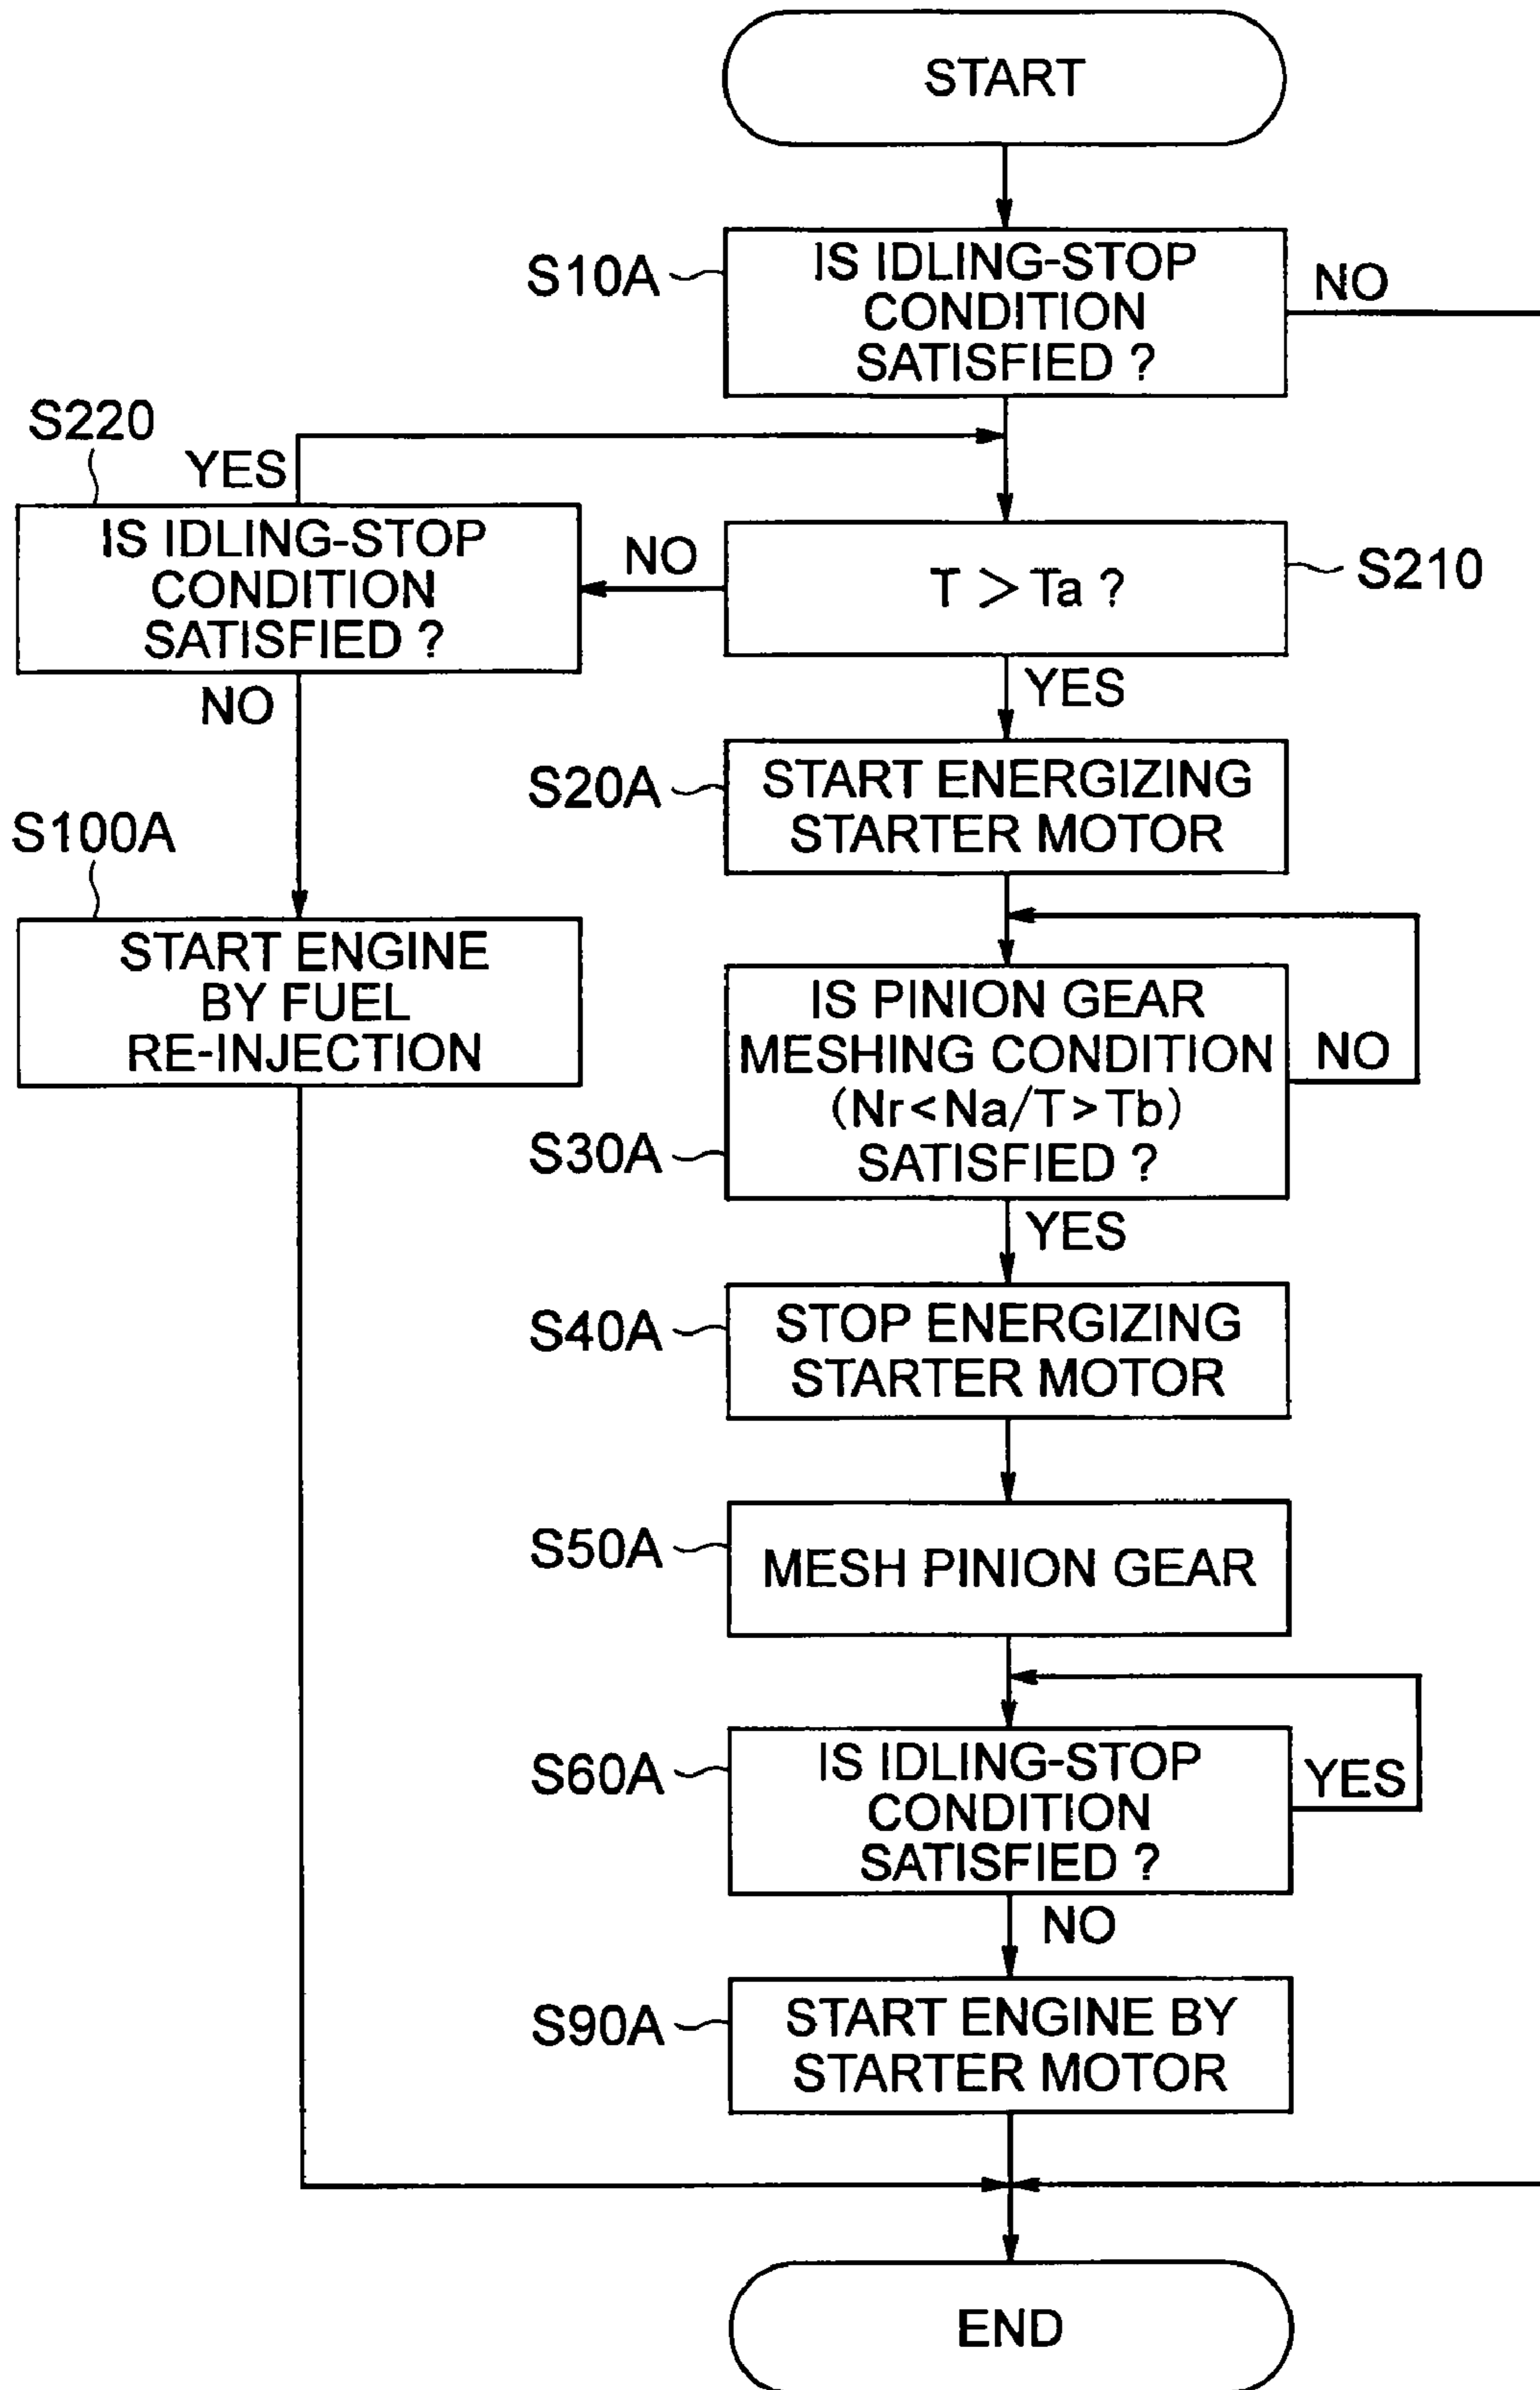 START
S10A
IS IDLING-STOP
CONDITION
SATISFIED ?
NO
S220
YES
IS IDLING-STOP
CONDITION
SATISFIED ?
NO
T > Ta ?
S210
NO
YES
S20A
START ENERGIZING
STARTER MOTOR
S100A
START ENGINE
BY FUEL
RE-INJECTION
IS PINION GEAR
MESHING CONDITION
(Nr<Na/T>Tb)
SATISFIED ?
S30A
NO
YES
S40A
STOP ENERGIZING
STARTER MOTOR
S50A
MESH PINION GEAR
S60A
IS IDLING-STOP
CONDITION
SATISFIED ?
YES
NO
S90A
START ENGINE BY
STARTER MOTOR
END